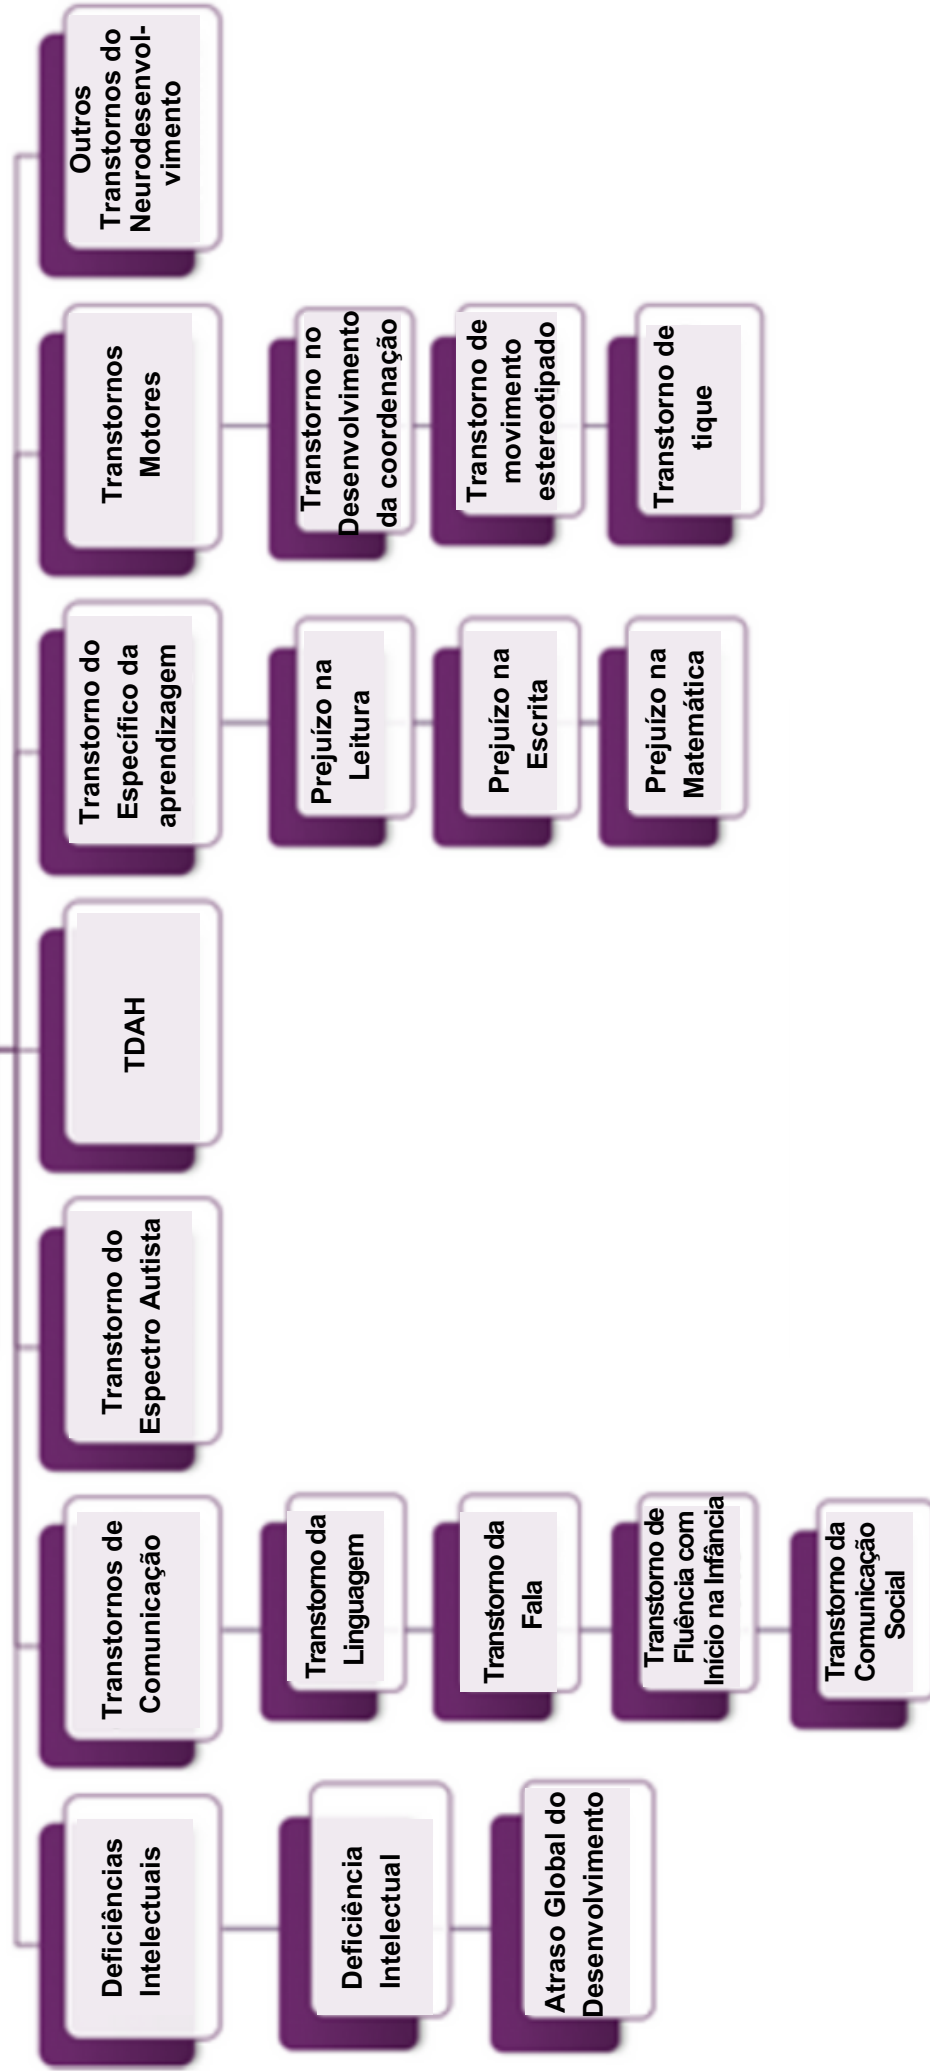 Deficiências
Intelectuais
Deficiência
Intelectual
Atraso Global do
Desenvolvimento
Transtornos de
Comunicação
Transtorno da
Linguagem
Transtorno da
Fala
Transtorno de
Fluência com
Início na Infância
Transtorno da
Comunicação
Social
Transtorno do
Espectro Autista
TDAH
Transtorno do
Específico da
aprendizagem
Prejuízo na
Leitura
Prejuízo na
Escrita
Prejuízo na
Matemática
Transtornos
Motores
Transtorno no
Desenvolvimento
da coordenação
Transtorno de
movimento
estereotipado
Transtorno de
tique
Outros
Transtornos do
Neurodesenvol-
vimento